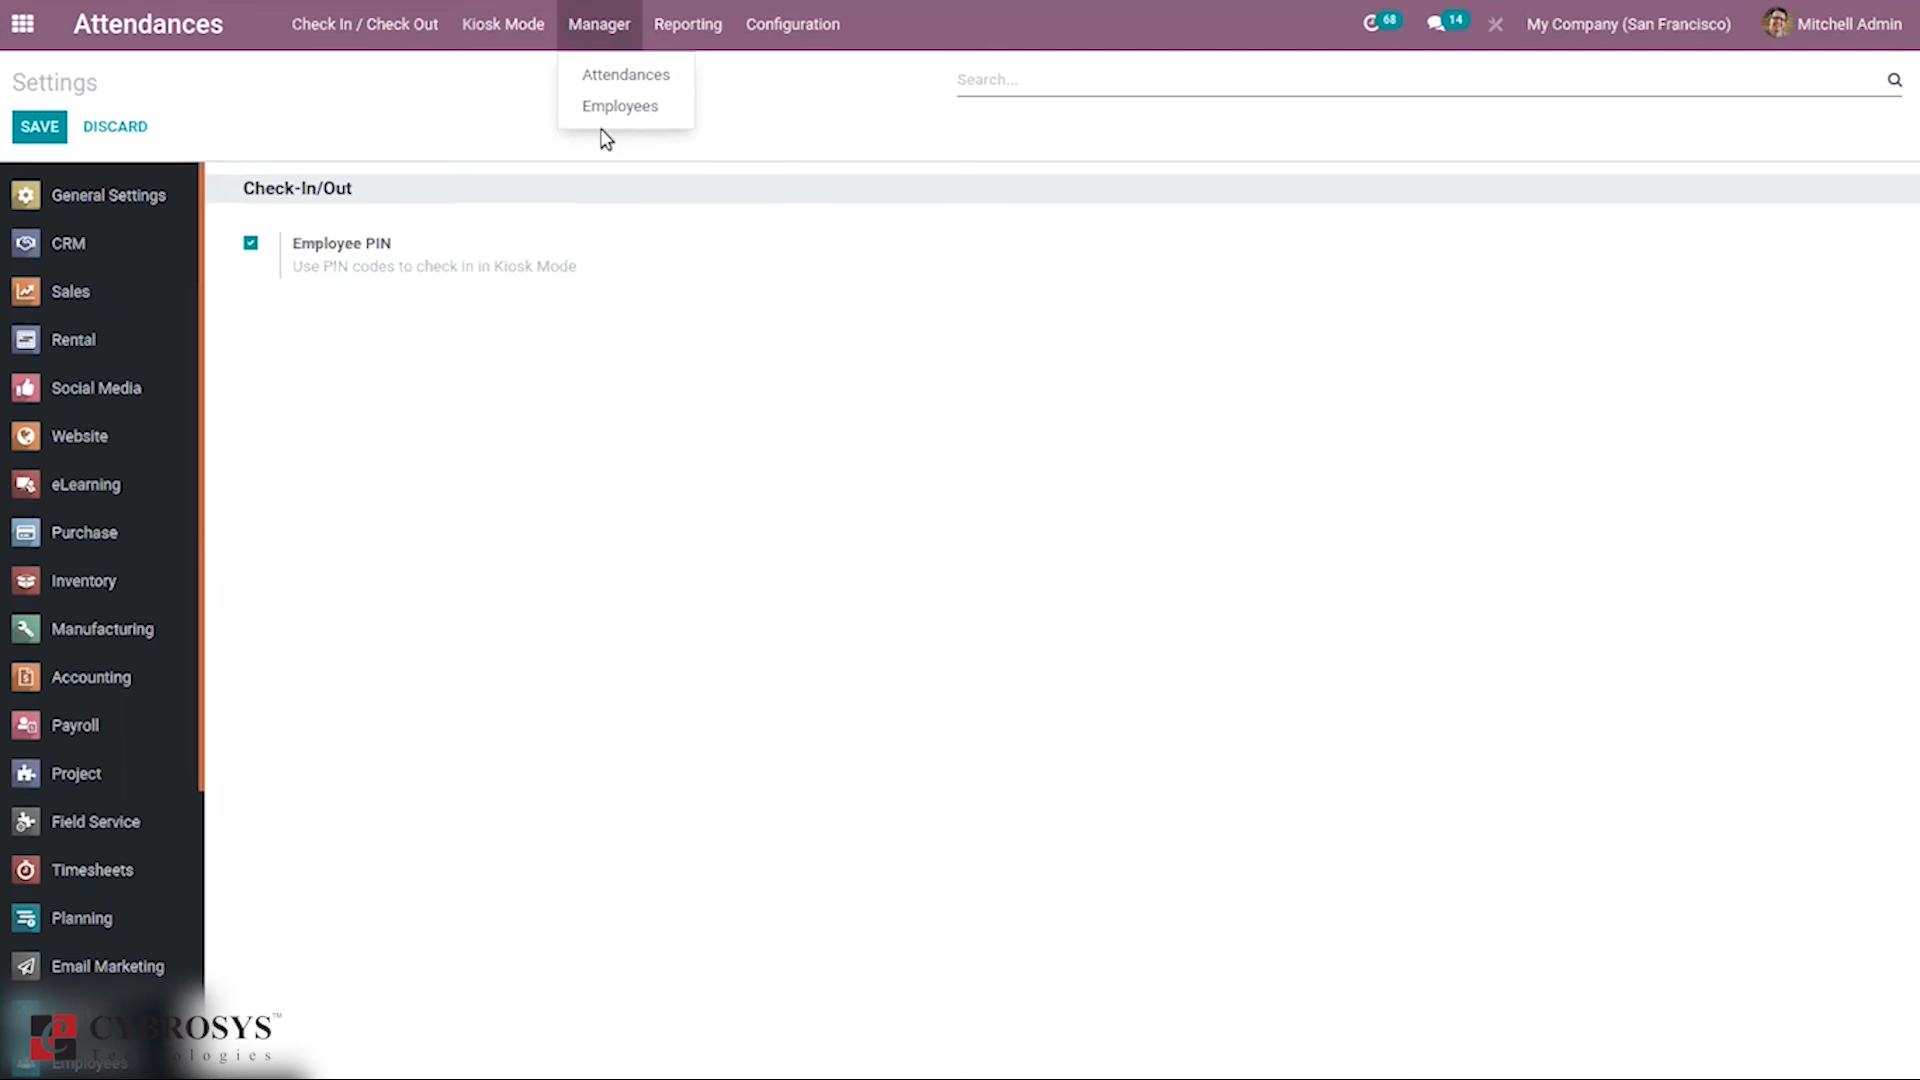 Attendances
Check In / Check Out
Kiosk Mode
Manager
Reporting
Configuration
68
14
My Company (San Francisco)
Mitchell Admin
Attendances
Employees
Settings
Search...
SAVE
DISCARD
General Settings
CRM
Sales
Rental
Social Media
Website
eLearning
Purchase
Inventory
Manufacturing
Accounting
Payroll
Project
Field Service
Timesheets
Planning
Email Marketing
Employees
Check-In/Out
Employee PIN
Use PIN codes to check in in Kiosk Mode
CYBROSYS™
Technologies